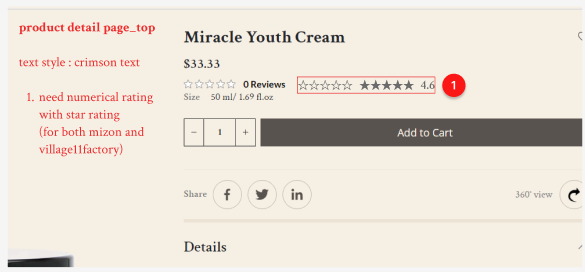 product detail page_top
text style : crimson text
1. need numerical rating
with star rating
(for both mizon and
village11factory)
Miracle Youth Cream
$33.33
☆☆☆☆☆ 0 Reviews
☆☆☆☆☆ ★★★★★ 4.6
1
Size 50 ml/ 1.69 fl.oz
− 1 +
Add to Cart
Share
360° view
Details